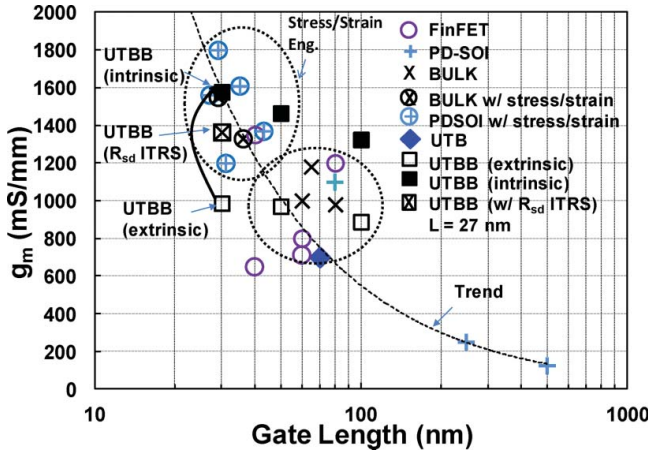 2000
1800
1600
1400
1200
1000
800
600
400
200
0
gm (mS/mm)
10
100
1000
Gate Length (nm)
UTBB
(intrinsic)
UTBB
(Rsd ITRS)
UTBB
(extrinsic)
Stress/Strain
Eng.
Trend
FinFET
PD-SOI
BULK
BULK w/ stress/strain
PDSOI w/ stress/strain
UTB
UTBB (extrinsic)
UTBB (intrinsic)
UTBB (w/ Rsd ITRS)
L = 27 nm